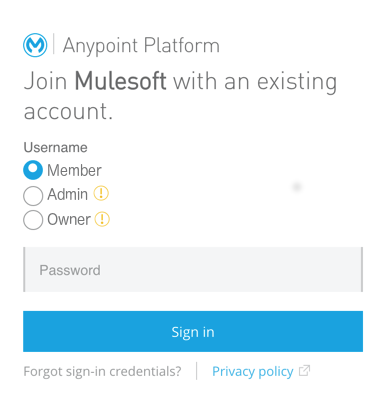 Anypoint Platform
Join Mulesoft with an existing
account.
Username
Member
Admin
Owner
Password
Sign in
Forgot sign-in credentials? Privacy policy